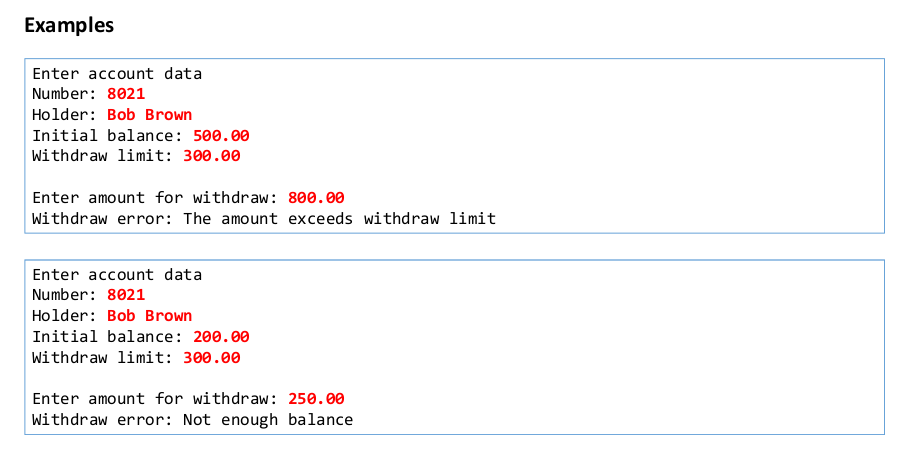 Examples
Enter account data
Number: 8021
Holder: Bob Brown
Initial balance: 500.00
Withdraw limit: 300.00
Enter amount for withdraw: 800.00
Withdraw error: The amount exceeds withdraw limit
Enter account data
Number: 8021
Holder: Bob Brown
Initial balance: 200.00
Withdraw limit: 300.00
Enter amount for withdraw: 250.00
Withdraw error: Not enough balance